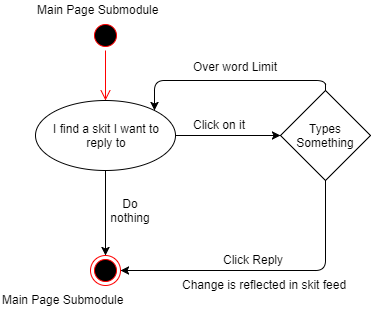 Main Page Submodule
Over word Limit
I find a skit I want to
reply to
Click on it
Types
Something
Do
nothing
Click Reply
Change is reflected in skit feed
Main Page Submodule